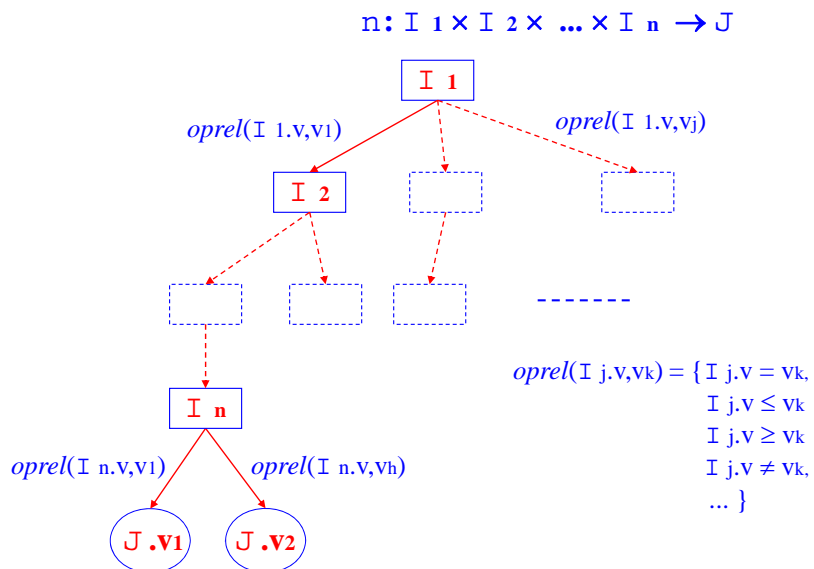 n: I 1 × I 2 × ... × I n → J
I 1
oprel(I 1.v,v1)
oprel(I 1.v,vj)
I 2
oprel(I j.v,vk) = {I j.v = vk,
I j.v ≤ vk
I n
I j.v ≥ vk
oprel(I n.v,v1)
oprel(I n.v,vh)
I j.v ≠ vk,
... }
J.v1
J.v2